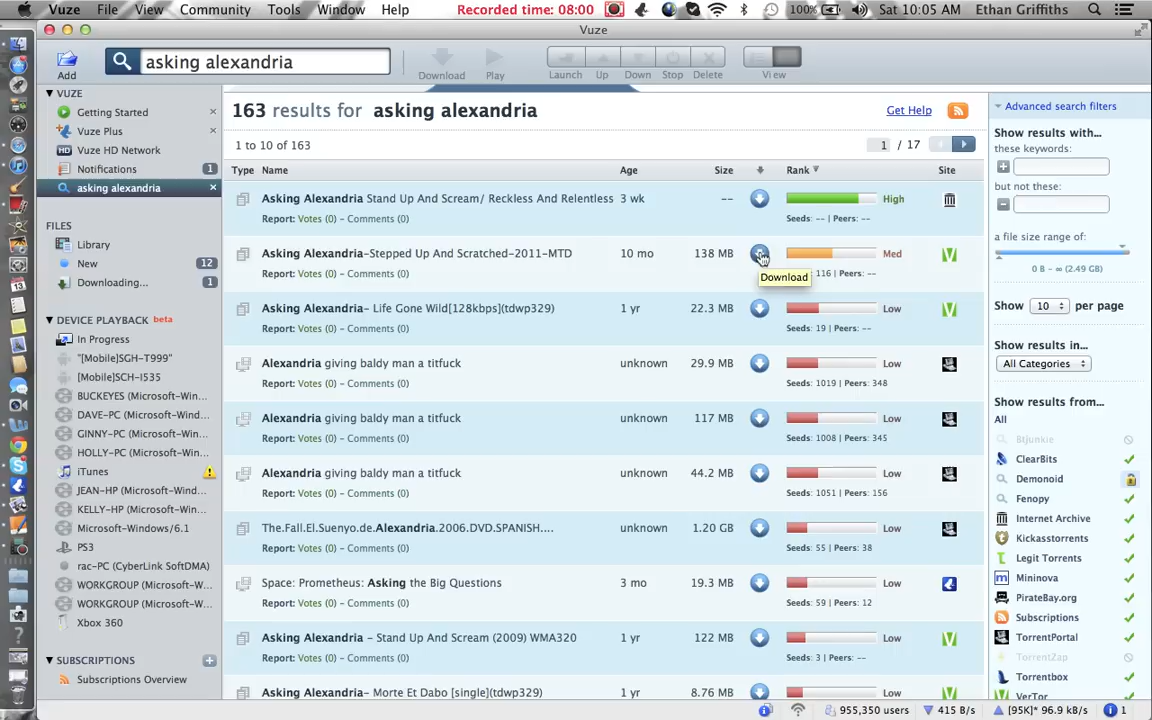 Vuze File Edit View Community Tools Window Help Recorded time: 08:00 100% Sat 10:05 AM Ethan Griffiths
Vuze
asking alexandria
Add Download Play Launch Up Down Stop Delete View
VUZE
Getting Started
Vuze Plus
Vuze HD Network
Notifications 1
asking alexandria
FILES
Library
New 12
Downloading... 1
DEVICE PLAYBACK beta
In Progress
"[Mobile]SGH-T999"
[Mobile]SCH-I535
BUCKEYES (Microsoft-Win...
DAVE-PC (Microsoft-Wind...
GINNY-PC (Microsoft-Win...
HOLLY-PC (Microsoft-Win...
iTunes
JEAN-HP (Microsoft-Wind...
KELLY-HP (Microsoft-Wind...
Microsoft-Windows/6.1
PS3
rac-PC (CyberLink SoftDMA)
WORKGROUP (Microsoft-W...
WORKGROUP (Microsoft-W...
Xbox 360
SUBSCRIPTIONS
Subscriptions Overview
163 results for asking alexandria Get Help
1 to 10 of 163 1 / 17
Type Name Age Size Rank Site
Asking Alexandria Stand Up And Scream/ Reckless And Relentless 3 wk -- High
Report: Votes (0) - Comments (0) Seeds: -- | Peers: --
Asking Alexandria-Stepped Up And Scratched-2011-MTD 10 mo 138 MB Med
Report: Votes (0) - Comments (0) 116 | Peers: --
Download
Asking Alexandria- Life Gone Wild[128kbps](tdwp329) 1 yr 22.3 MB Low
Report: Votes (0) - Comments (0) Seeds: 19 | Peers: --
Alexandria giving baldy man a titfuck unknown 29.9 MB Low
Report: Votes (0) - Comments (0) Seeds: 1019 | Peers: 348
Alexandria giving baldy man a titfuck unknown 117 MB Low
Report: Votes (0) - Comments (0) Seeds: 1008 | Peers: 345
Alexandria giving baldy man a titfuck unknown 44.2 MB Low
Report: Votes (0) - Comments (0) Seeds: 1051 | Peers: 156
The.Fall.El.Suenyo.de.Alexandria.2006.DVD.SPANISH.... unknown 1.20 GB Low
Report: Votes (0) - Comments (0) Seeds: 55 | Peers: 38
Space: Prometheus: Asking the Big Questions 3 mo 19.3 MB Low
Report: Votes (0) - Comments (0) Seeds: 59 | Peers: 12
Asking Alexandria - Stand Up And Scream (2009) WMA320 1 yr 122 MB Low
Report: Votes (0) - Comments (0) Seeds: 3 | Peers: --
Asking Alexandria- Morte Et Dabo [single](tdwp329) 1 yr 8.76 MB Low
Advanced search filters
Show results with...
these keywords:
but not these:
a file size range of:
0 B - ∞ (2.49 GB)
Show 10 per page
Show results in...
All Categories
Show results from...
All
Btjunkie
ClearBits
Demonoid
Fenopy
Internet Archive
Kickasstorrents
Legit Torrents
Mininova
PirateBay.org
Subscriptions
TorrentPortal
TorrentZap
Torrentbox
VerTor
955,350 users 415 B/s [95K]* 96.9 kB/s 1